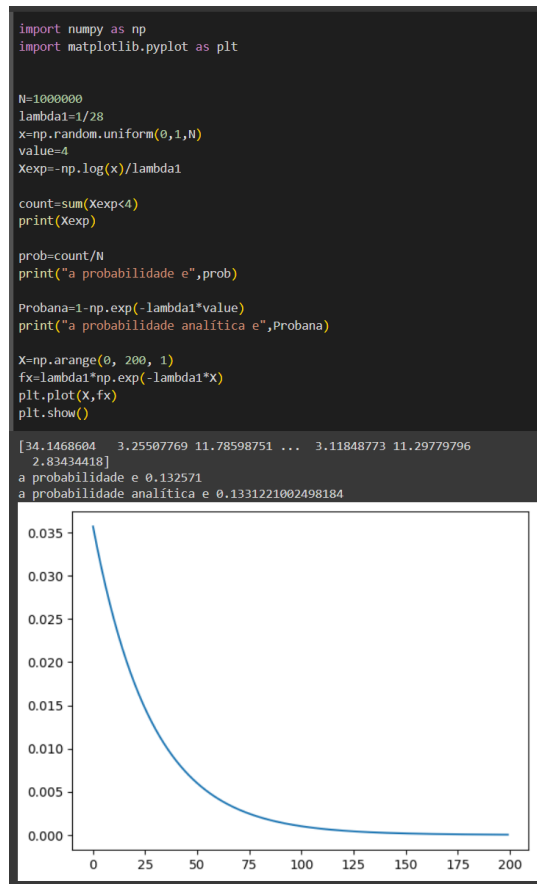 import numpy as np
import matplotlib.pyplot as plt
N=1000000
lambda1=1/28
x=np.random.uniform(0,1,N)
value=4
Xexp=-np.log(x)/lambda1
count=sum(Xexp<4)
print(Xexp)
prob=count/N
print("a probabilidade e",prob)
Probana=1-np.exp(-lambda1*value)
print("a probabilidade analítica e",Probana)
X=np.arange(0, 200, 1)
fx=lambda1*np.exp(-lambda1*X)
plt.plot(X,fx)
plt.show()
[34.1468604   3.25507769 11.78598751 ...  3.11848773 11.29779796
  2.83434418]
a probabilidade e 0.132571
a probabilidade analítica e 0.1331221002498184
0.035
0.030
0.025
0.020
0.015
0.010
0.005
0.000
0 25 50 75 100 125 150 175 200